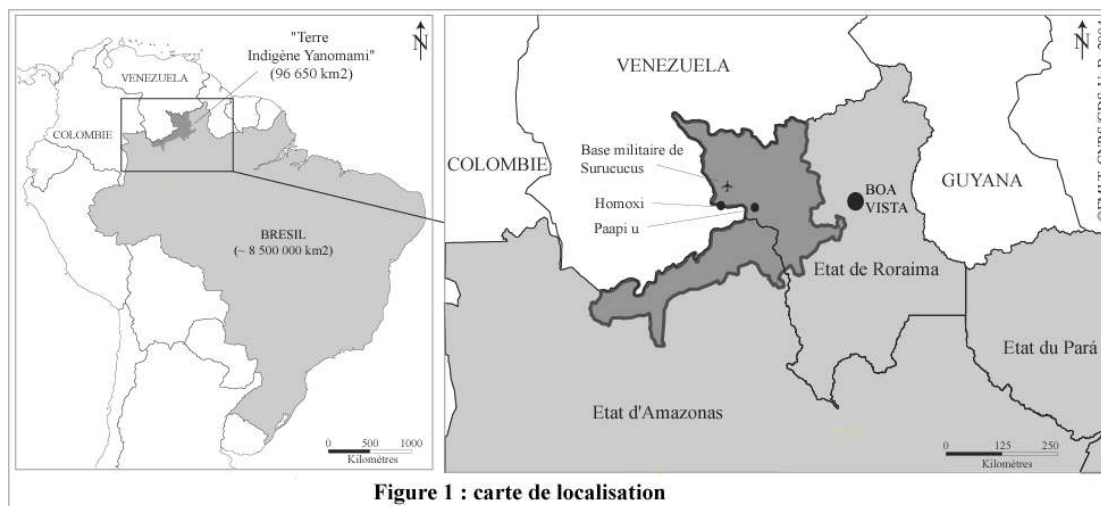 "Terre
Indigène Yanomami"
(96 650 km2)
N
VENEZUELA
COLOMBIE
BRESIL
(~ 8 500 000 km2)
0 500 1000
Kilomètres
N
VENEZUELA
COLOMBIE
GUYANA
Base militaire de
Surucucus
Homoxi
Paapi u
BOA
VISTA
Etat de Roraima
Etat du Pará
Etat d'Amazonas
0 125 250
Kilomètres
Figure 1 : carte de localisation